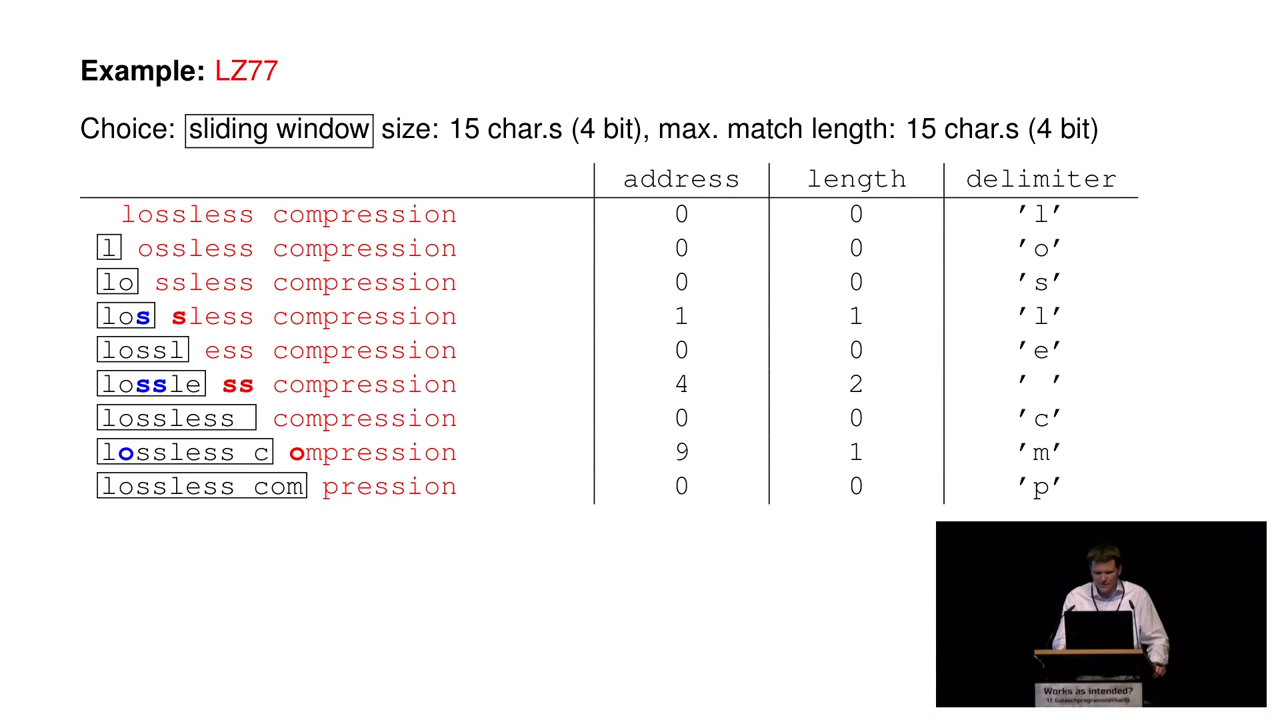 Example: LZ77
Choice: sliding window size: 15 char.s (4 bit), max. match length: 15 char.s (4 bit)
address length delimiter
lossless compression 0 0 'l'
l ossless compression 0 0 'o'
lo ssless compression 0 0 's'
los sless compression 1 1 'l'
lossl ess compression 0 0 'e'
lossle ss compression 4 2 ' '
lossless compression 0 0 'c'
lossless c ompression 9 1 'm'
lossless com pression 0 0 'p'
Works as intended?